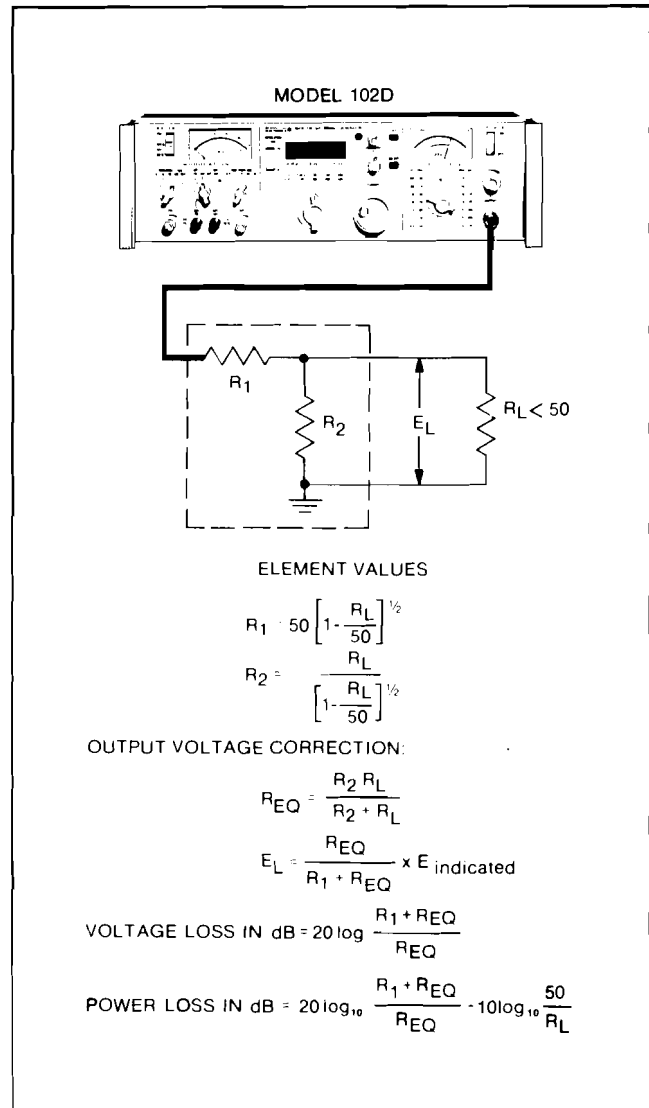 MODEL 102D
R1
R2
EL
RL < 50
ELEMENT VALUES
R1 = 50 [1 - RL/50]^½
R2 = RL / [1 - RL/50]^½
OUTPUT VOLTAGE CORRECTION:
REQ = R2 RL / R2 + RL
EL = REQ / R1 + REQ x E indicated
VOLTAGE LOSS IN dB = 20 log R1 + REQ / REQ
POWER LOSS IN dB = 20 log10 R1 + REQ / REQ - 10 log10 50 / RL